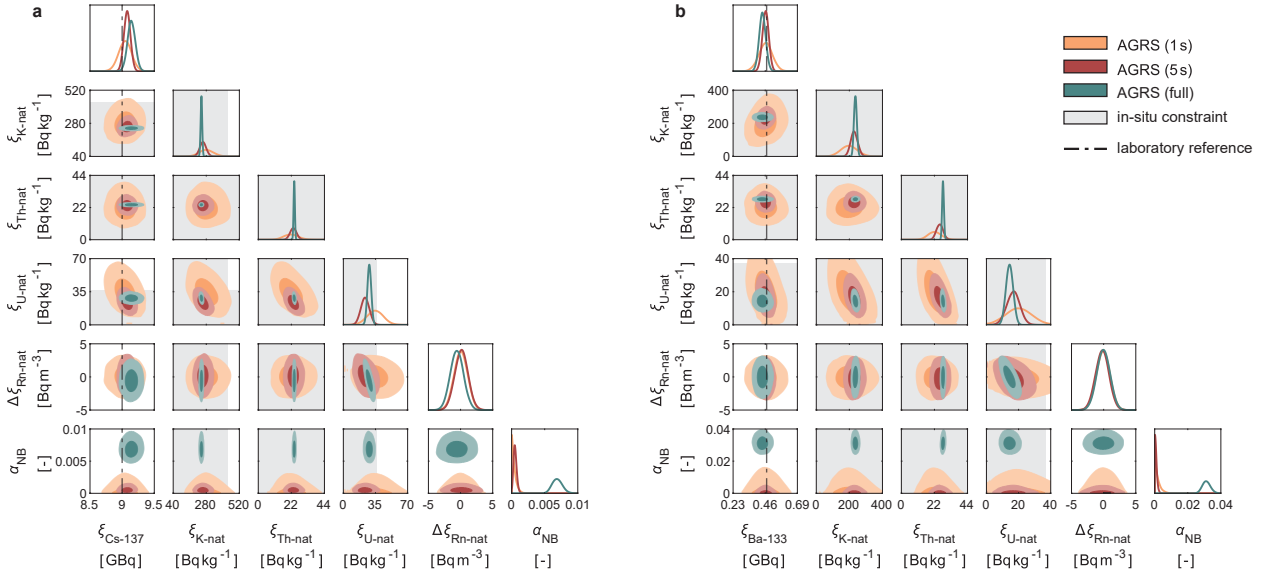 a
b
AGRS (1 s)
AGRS (5 s)
AGRS (full)
in-situ constraint
laboratory reference
520
280
40
ξK-nat
[Bq kg−1]
44
22
0
ξTh-nat
[Bq kg−1]
70
35
0
ξU-nat
[Bq kg−1]
5
0
-5
ΔξRn-nat
[Bq m−3]
0.01
0.005
0
αNB
[-]
8.5 9 9.5
40 280 520
0 22 44
0 35 70
-5 0 5
0 0.005 0.01
ξCs-137 ξK-nat ξTh-nat ξU-nat ΔξRn-nat αNB
[GBq] [Bq kg−1] [Bq kg−1] [Bq kg−1] [Bq m−3] [-]
400
200
0
ξK-nat
[Bq kg−1]
44
22
0
ξTh-nat
[Bq kg−1]
40
20
0
ξU-nat
[Bq kg−1]
5
0
-5
ΔξRn-nat
[Bq m−3]
0.04
0.02
0
αNB
[-]
0.23 0.46 0.69
0 200 400
0 22 44
0 20 40
-5 0 5
0 0.02 0.04
ξBa-133 ξK-nat ξTh-nat ξU-nat ΔξRn-nat αNB
[GBq] [Bq kg−1] [Bq kg−1] [Bq kg−1] [Bq m−3] [-]